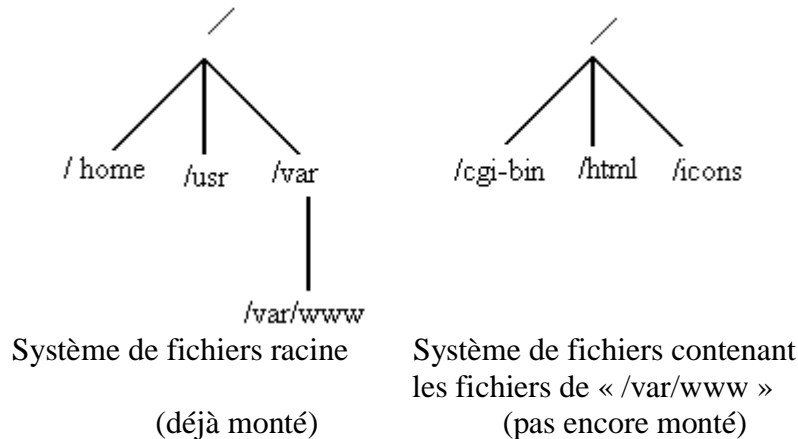 /
/ home /usr /var
/var/www
Système de fichiers racine
(déjà monté)
/
/cgi-bin /html /icons
Système de fichiers contenant
les fichiers de « /var/www »
(pas encore monté)